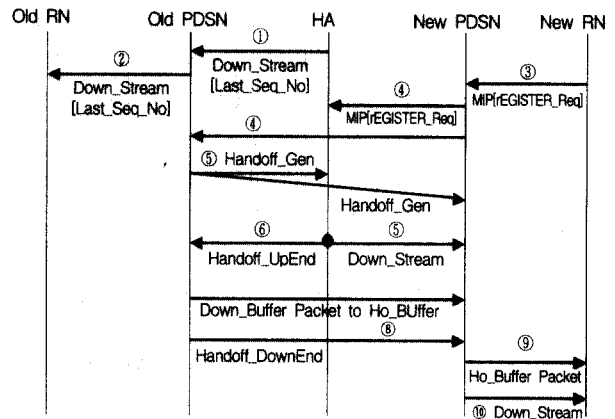 Old RN Old PDSN HA New PDSN New RN
①
② Down_Stream ③
Down_Stream [Last_Seq_No] ④ MIP[rEGISTER_Req]
[Last_Seq_No] MIP[rEGISTER_Req]
④
⑤ Handoff_Gen
Handoff_Gen
⑥ ⑤
Handoff_UpEnd Down_Stream
Down_Buffer Packet to Ho_BUffer
⑧
Handoff_DownEnd ⑨
Ho_Buffer Packet
⑩ Down_Stream